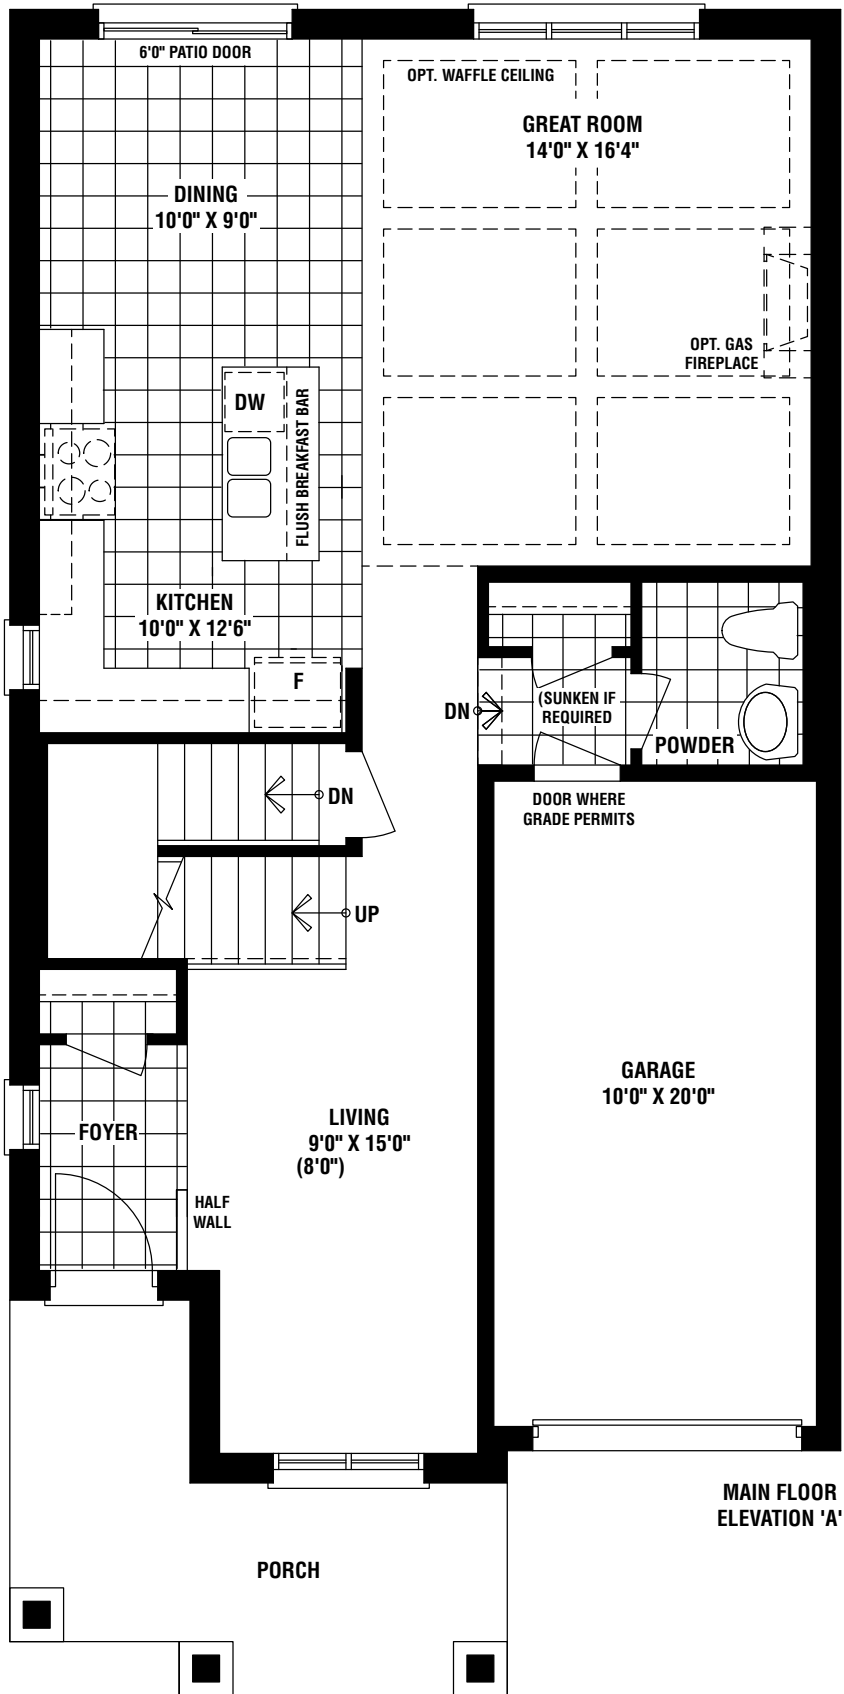 6'0" PATIO DOOR
OPT. WAFFLE CEILING
GREAT ROOM
14'0" X 16'4"
DINING
10'0" X 9'0"
OPT. GAS
FIREPLACE
DW
FLUSH BREAKFAST BAR
KITCHEN
10'0" X 12'6"
F
DN
(SUNKEN IF
REQUIRED
POWDER
DN
DOOR WHERE
GRADE PERMITS
UP
GARAGE
10'0" X 20'0"
FOYER
LIVING
9'0" X 15'0"
(8'0")
HALF
WALL
MAIN FLOOR
ELEVATION 'A'
PORCH